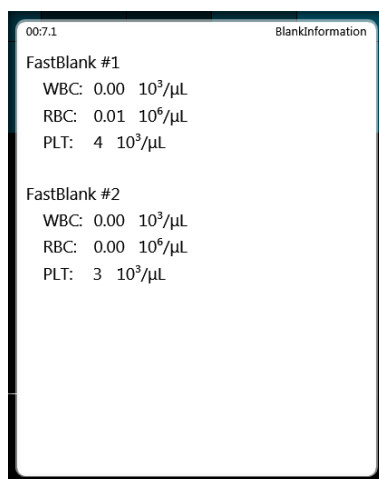 00:7.1 BlankInformation
FastBlank #1
WBC: 0.00 10³/µL
RBC: 0.01 10⁶/µL
PLT: 4 10³/µL
FastBlank #2
WBC: 0.00 10³/µL
RBC: 0.00 10⁶/µL
PLT: 3 10³/µL